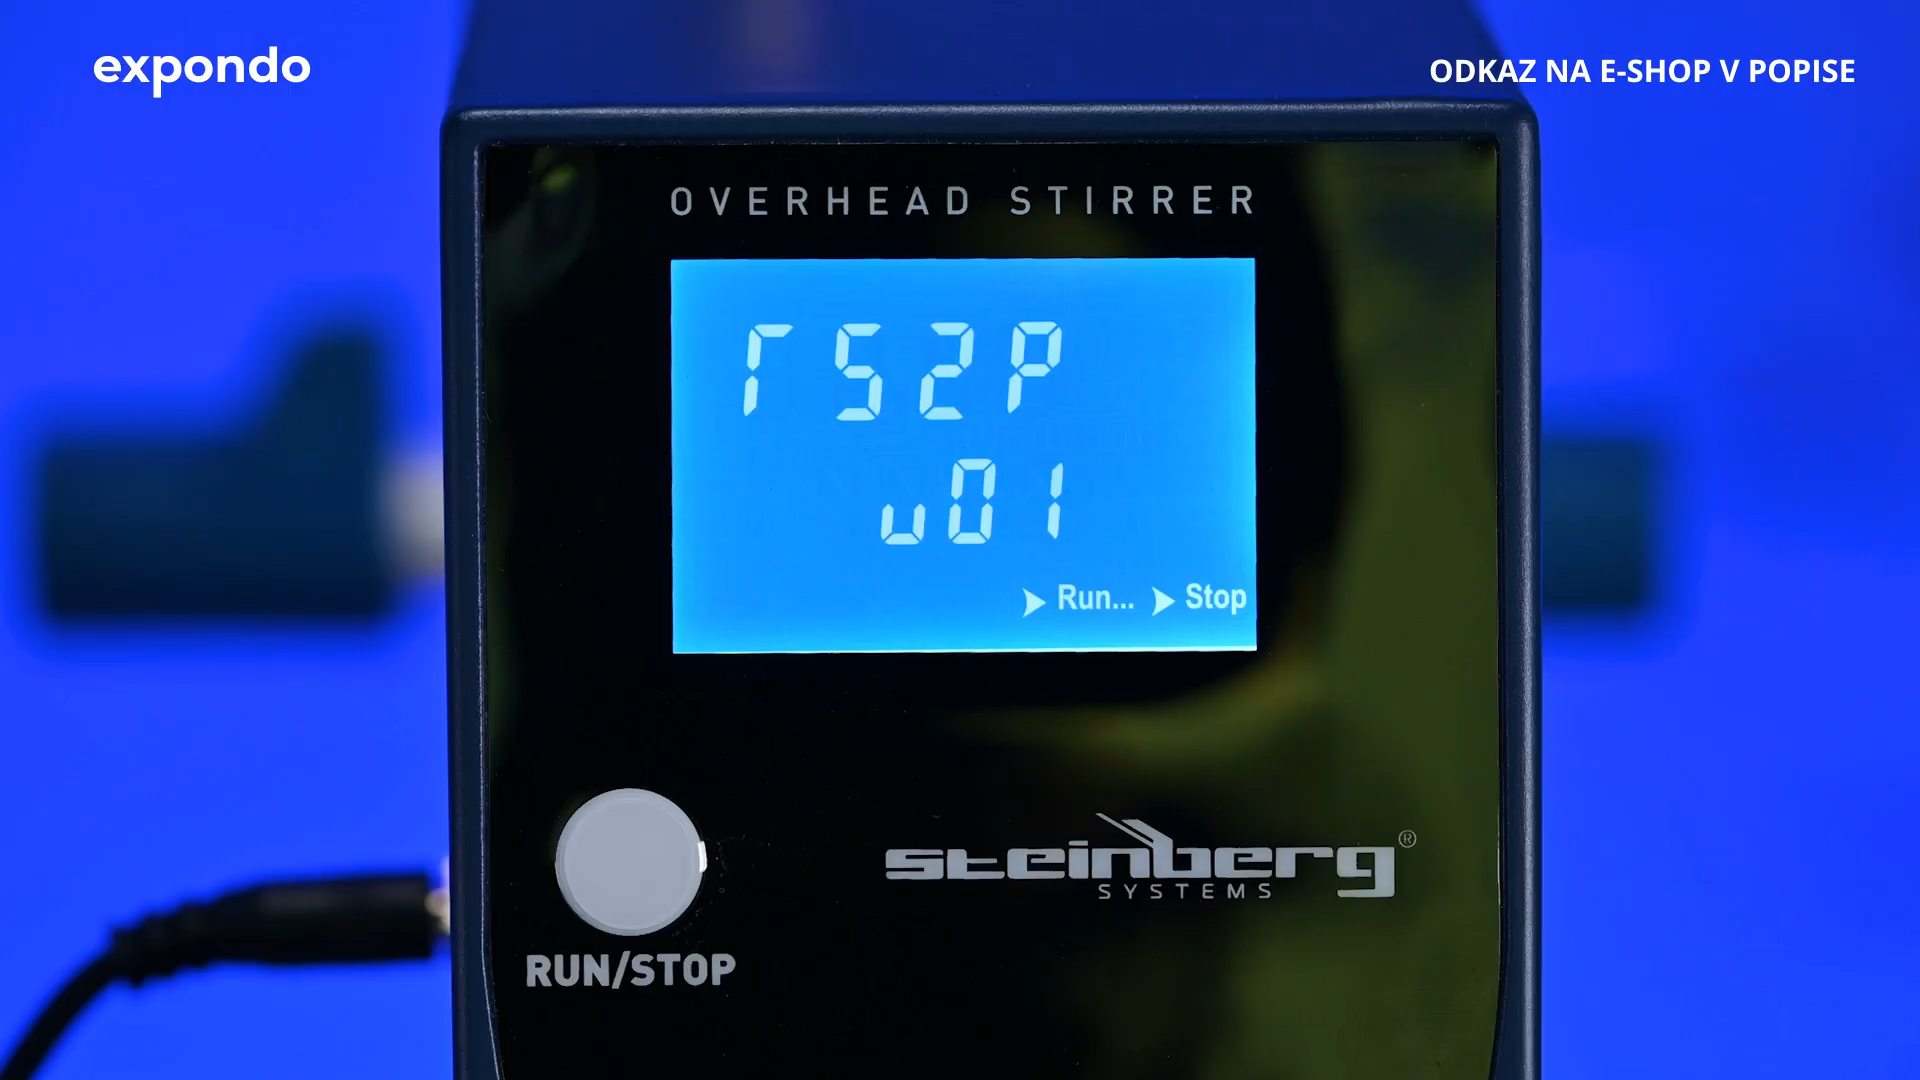 expondo
ODKAZ NA E-SHOP V POPISE
OVERHEAD STIRRER
rS2P
u01
Run... Stop
steinberg®
SYSTEMS
RUN/STOP